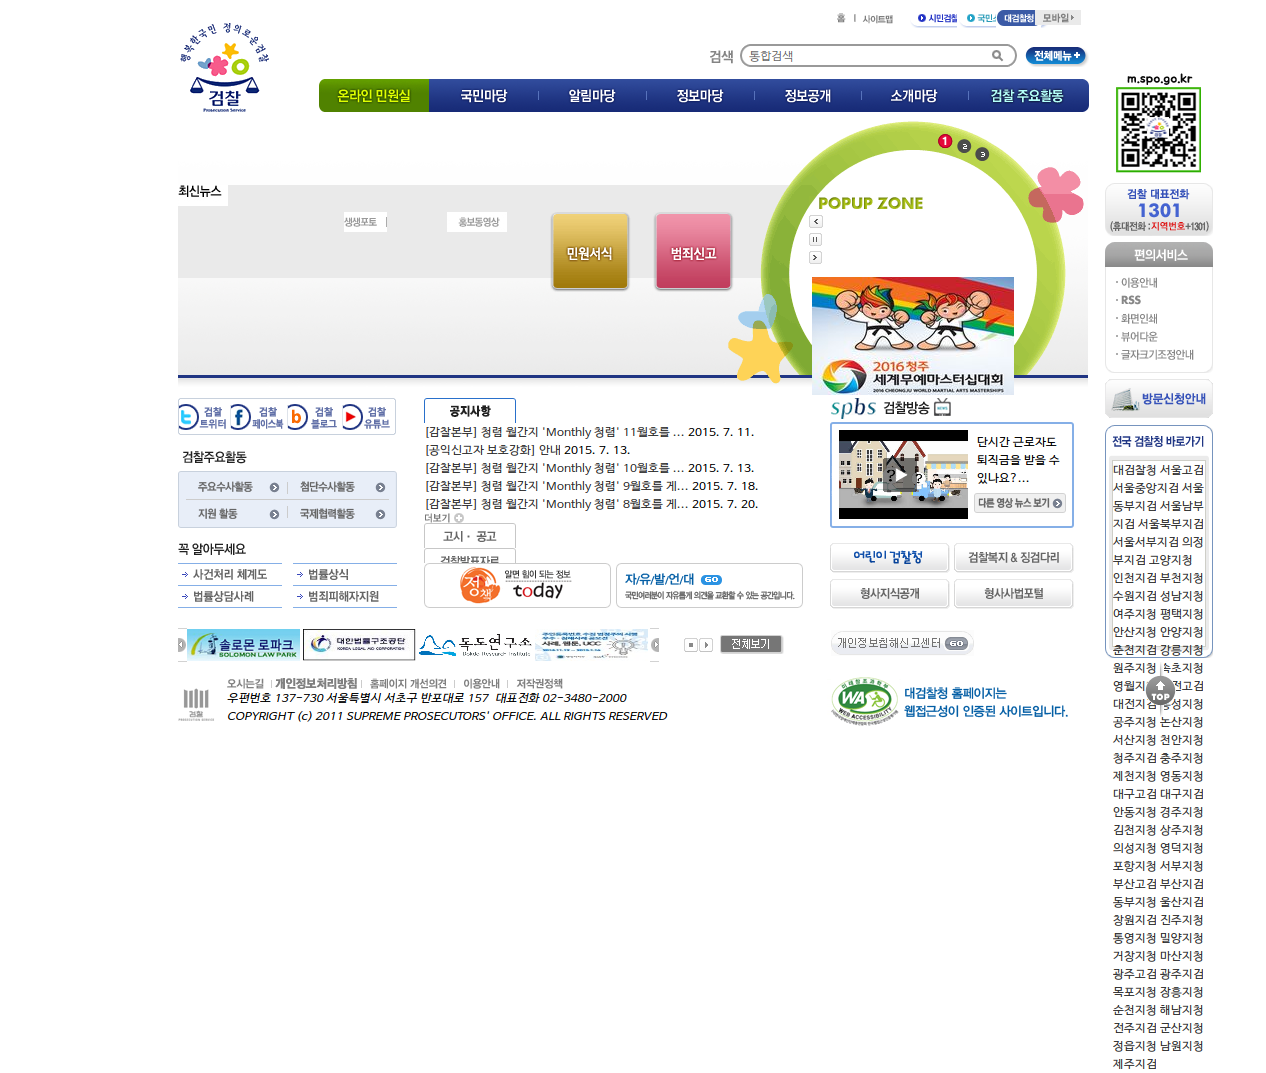 홈 사이트맵 시민검찰 국민소 대검찰청 모바일
행복한국민 정의로운검찰
검찰
Prosecution Service
검색 통합검색 전체메뉴 +
온라인 민원실 국민마당 알림마당 정보마당 정보공개 소개마당 검찰 주요활동
m.spo.go.kr
1 2 3
최신뉴스
생생포토 홍보동영상
민원서식 범죄신고
POPUP ZONE
2016 청주
세계무예마스터십대회
2016 CHEONGJU WORLD MARTIAL ARTS MASTERSHIPS
검찰 대표전화
1301
(휴대전화 : 지역번호+1301)
편의서비스
이용안내
RSS
화면인쇄
뷰어다운
글자크기조정안내
방문신청안내
검찰 트위터
검찰 페이스북
검찰 블로그
검찰 유튜브
검찰주요활동
주요수사활동 첨단수사활동
지원 활동 국제협력활동
꼭 알아두세요
사건처리 체계도 법률상식
법률상담사례 범죄피해자지원
공지사항
[감찰본부] 청렴 월간지 'Monthly 청렴' 11월호를 ... 2015. 7. 11.
[공익신고자 보호강화] 안내 2015. 7. 13.
[감찰본부] 청렴 월간지 'Monthly 청렴' 10월호를 ... 2015. 7. 13.
[감찰본부] 청렴 월간지 'Monthly 청렴' 9월호를 게... 2015. 7. 18.
[감찰본부] 청렴 월간지 'Monthly 청렴' 8월호를 게... 2015. 7. 20.
더보기
고시 · 공고
검찰발표자료
정책 알면 힘이 되는 정보
today
자/유/발/언/대 GO
국민여러분이 자유롭게 의견을 교환할 수 있는 공간입니다.
spbs 검찰방송
단시간 근로자도
퇴직금을 받을 수
있나요?...
다른 영상 뉴스 보기
어린이 검찰청 검찰복지 & 징검다리
형사지식공개 형사사법포털
솔로몬 로파크
SOLOMON LAW PARK
대한법률구조공단
KOREA LEGAL AID CORPORATION
독도연구소
Dokdo Research Institute
사례, 웹툰, UCC
전체보기
개인정보침해신고센터 GO
오시는길 개인정보처리방침 홈페이지 개선의견 이용안내 저작권정책
검찰
PROSECUTION SERVICE
우편번호 137-730 서울특별시 서초구 반포대로 157 대표전화 02-3480-2000
COPYRIGHT (c) 2011 SUPREME PROSECUTORS' OFFICE. ALL RIGHTS RESERVED
WA
WEB ACCESSIBILITY
대검찰청 홈페이지는
웹접근성이 인증된 사이트입니다.
전국 검찰청 바로가기
대검찰청 서울고검
서울중앙지검 서울
동부지검 서울남부
지검 서울북부지검
서울서부지검 의정
부지검 고양지청
인천지검 부천지청
수원지검 성남지청
여주지청 평택지청
안산지청 안양지청
춘천지검 강릉지청
원주지청 속초지청
영월지 전고검
대전지검 성지청
공주지청 논산지청
서산지청 천안지청
청주지검 충주지청
제천지청 영동지청
대구고검 대구지검
안동지청 경주지청
김천지청 상주지청
의성지청 영덕지청
포항지청 서부지청
부산고검 부산지검
동부지청 울산지검
창원지검 진주지청
통영지청 밀양지청
거창지청 마산지청
광주고검 광주지검
목포지청 장흥지청
순천지청 해남지청
전주지검 군산지청
정읍지청 남원지청
제주지검
TOP